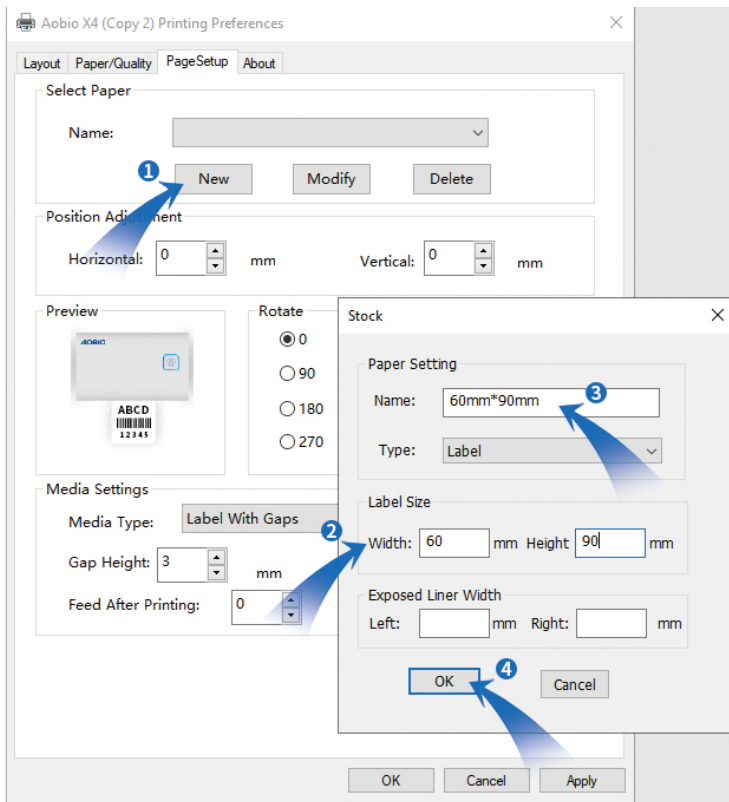 Aobio X4 (Copy 2) Printing Preferences
Layout Paper/Quality PageSetup About
Select Paper
Name:
1
New Modify Delete
Position Adjustment
Horizontal: 0 mm Vertical: 0 mm
Preview
AOBIO
ABCD
12345
Rotate
0
90
180
270
Media Settings
Media Type: Label With Gaps
2
Gap Height: 3 mm
Feed After Printing: 0
Stock
Paper Setting
Name: 60mm*90mm 3
Type: Label
Label Size
Width: 60 mm Height 90 mm
Exposed Liner Width
Left: mm Right: mm
4
OK Cancel
OK Cancel Apply